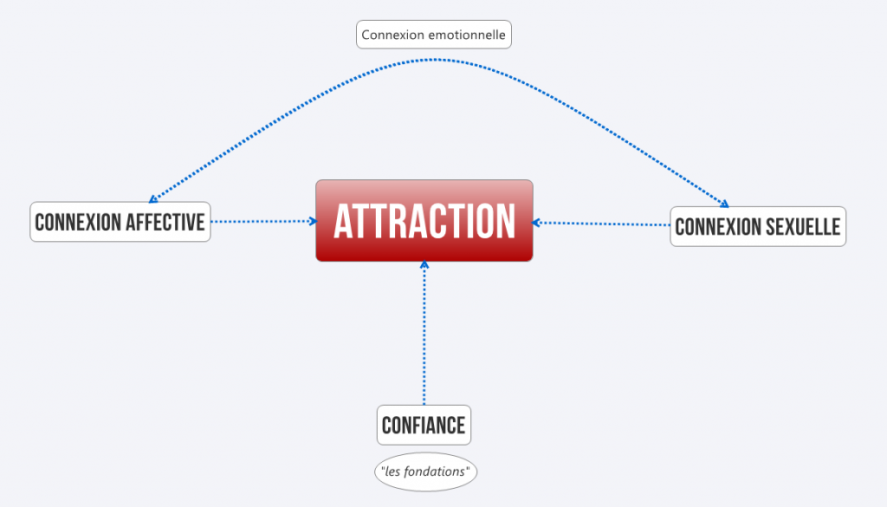 Connexion emotionnelle
CONNEXION AFFECTIVE
ATTRACTION
CONNEXION SEXUELLE
CONFIANCE
"les fondations"